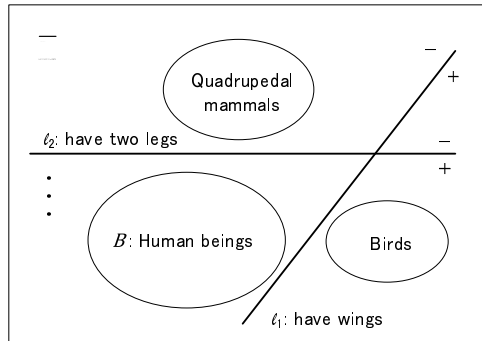 Quadrupedal
mammals
− +
ℓ₂: have two legs
− +
B: Human beings
Birds
ℓ₁: have wings